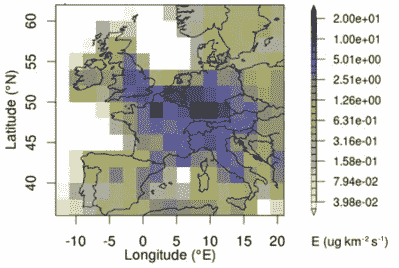 60
55
50
45
40
Latitude (°N)
-10 -5 0 5 10 15 20
Longitude (°E)
2.00e+01
1.00e+01
5.01e+00
2.51e+00
1.26e+00
6.31e-01
3.16e-01
1.58e-01
7.94e-02
3.98e-02
E (ug km⁻² s⁻¹)